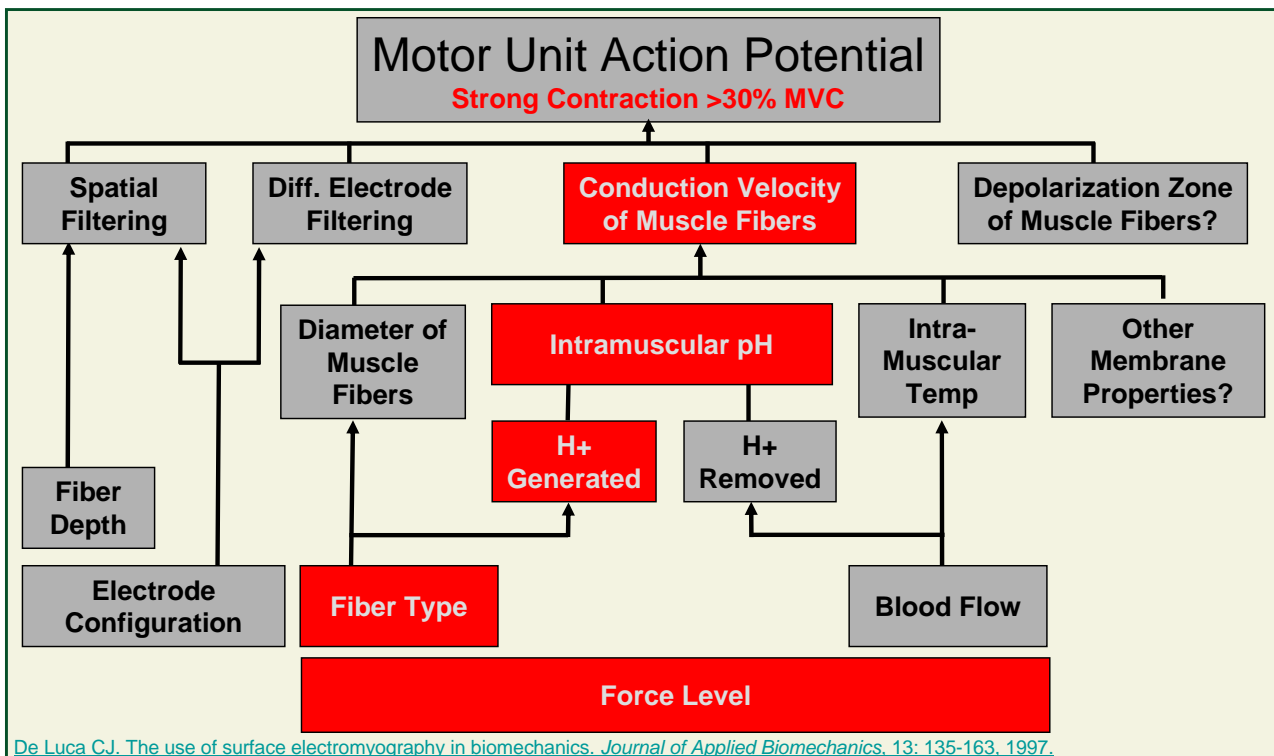 Motor Unit Action Potential
Strong Contraction >30% MVC
Spatial
Filtering
Diff. Electrode
Filtering
Conduction Velocity
of Muscle Fibers
Depolarization Zone
of Muscle Fibers?
Diameter of
Muscle
Fibers
Intramuscular pH
Intra-
Muscular
Temp
Other
Membrane
Properties?
H+
Generated
H+
Removed
Fiber
Depth
Electrode
Configuration
Fiber Type
Blood Flow
Force Level
De Luca CJ. The use of surface electromyography in biomechanics. Journal of Applied Biomechanics, 13: 135-163, 1997.